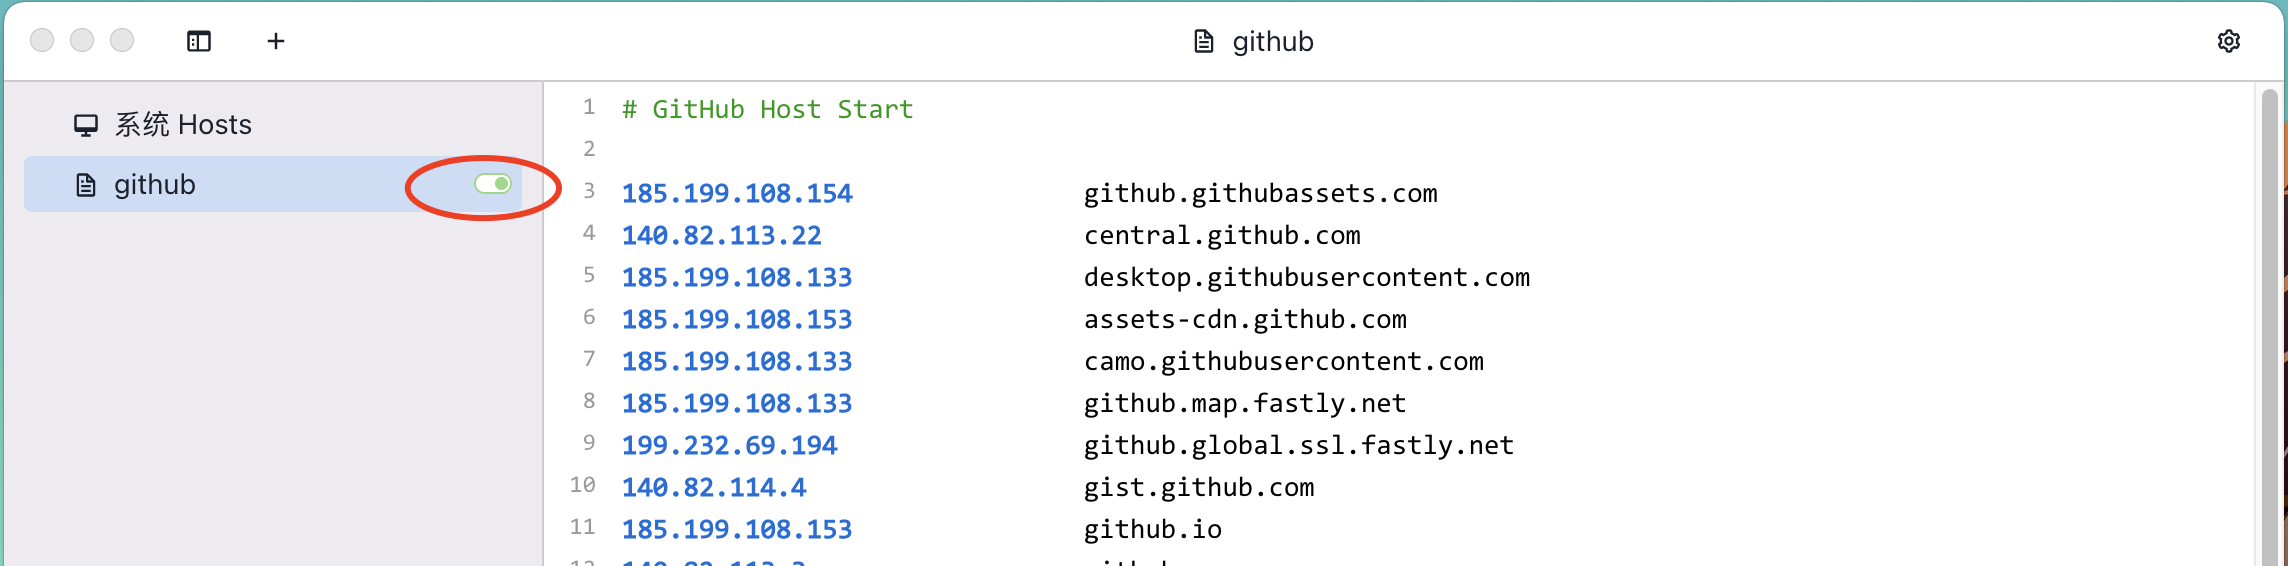 github
系统 Hosts
github
1 # GitHub Host Start
2
3 185.199.108.154 github.githubassets.com
4 140.82.113.22 central.github.com
5 185.199.108.133 desktop.githubusercontent.com
6 185.199.108.153 assets-cdn.github.com
7 185.199.108.133 camo.githubusercontent.com
8 185.199.108.133 github.map.fastly.net
9 199.232.69.194 github.global.ssl.fastly.net
10 140.82.114.4 gist.github.com
11 185.199.108.153 github.io